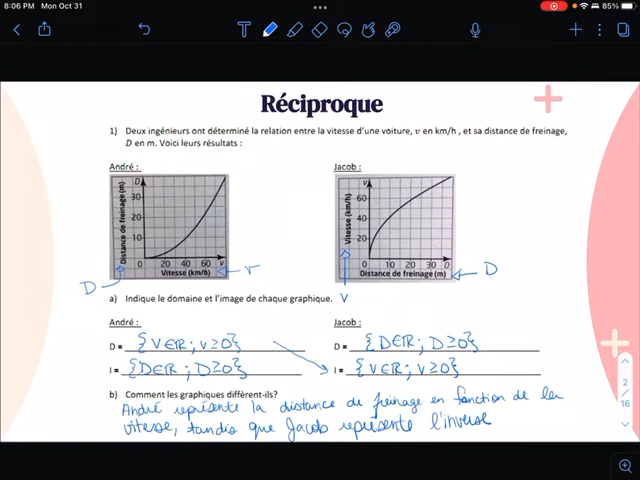 8:06 PM Mon Oct 31
85%
Réciproque
1) Deux ingénieurs ont déterminé la relation entre la vitesse d'une voiture, v en km/h , et sa distance de freinage,
D en m. Voici leurs résultats :
André :
Jacob :
D
30
20
10
0
20 40 60 v
Distance de freinage (m)
Vitesse (km/h)
D
v
v
60
40
20
0
10 20 30 D
Vitesse (km/h)
Distance de freinage (m)
D
v
a) Indique le domaine et l'image de chaque graphique.
André :
Jacob :
D = {v∈ℝ; v≥0}
D = {D∈ℝ; D≥0}
I = {D∈ℝ; D≥0}
I = {v∈ℝ; v≥0}
b) Comment les graphiques diffèrent-ils?
André représente la distance de freinage en fonction de la
vitesse, tandis que Jacob représente l'inverse
2
/
16